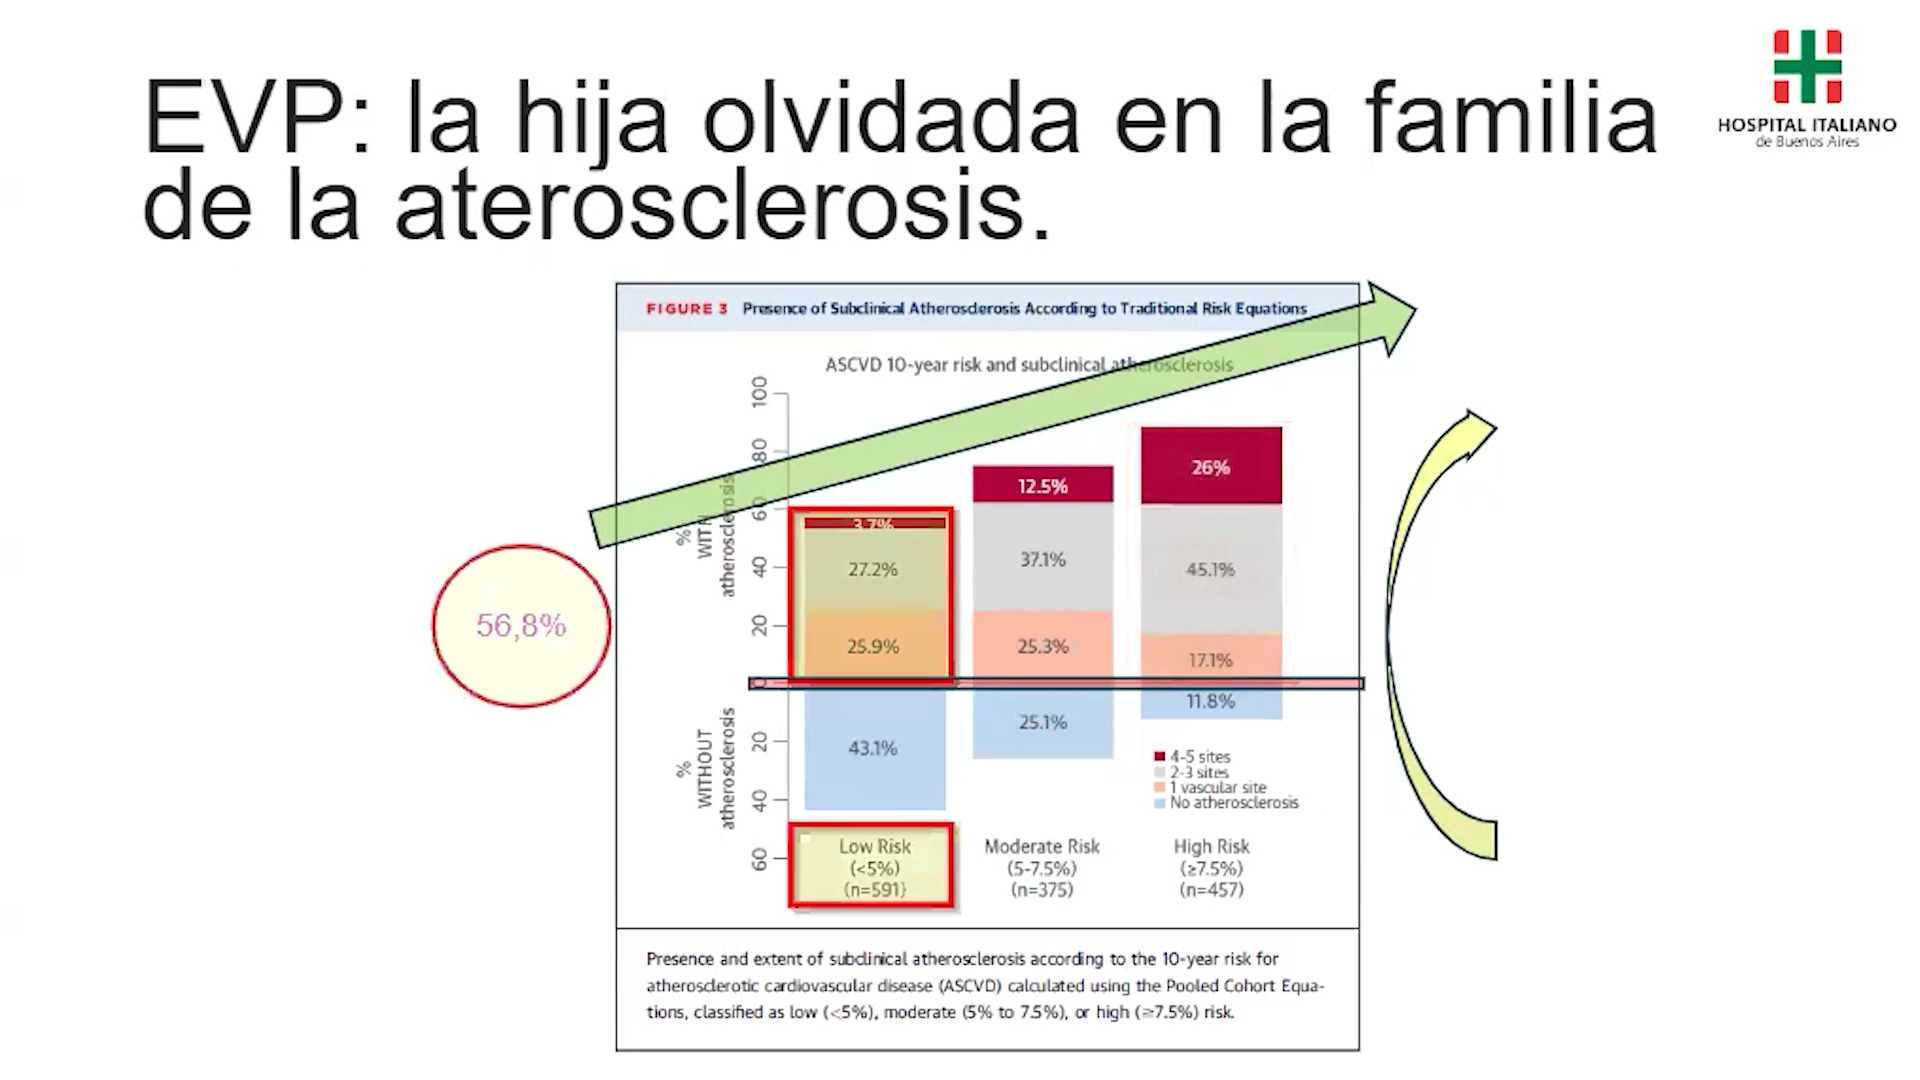 EVP: la hija olvidada en la familia
de la aterosclerosis.
HOSPITAL ITALIANO
de Buenos Aires
FIGURE 3 Presence of Subclinical Atherosclerosis According to Traditional Risk Equations
ASCVD 10-year risk and subclinical atherosclerosis
% WITH atherosclerosis
100
80
60
40
20
0
20
40
60
% WITHOUT atherosclerosis
56,8%
3.7%
27.2%
25.9%
43.1%
12.5%
37.1%
25.3%
25.1%
26%
45.1%
17.1%
11.8%
4-5 sites
2-3 sites
1 vascular site
No atherosclerosis
Low Risk
(<5%)
(n=591)
Moderate Risk
(5-7.5%)
(n=375)
High Risk
(≥7.5%)
(n=457)
Presence and extent of subclinical atherosclerosis according to the 10-year risk for
atherosclerotic cardiovascular disease (ASCVD) calculated using the Pooled Cohort Equa-
tions, classified as low (<5%), moderate (5% to 7.5%), or high (≥7.5%) risk.